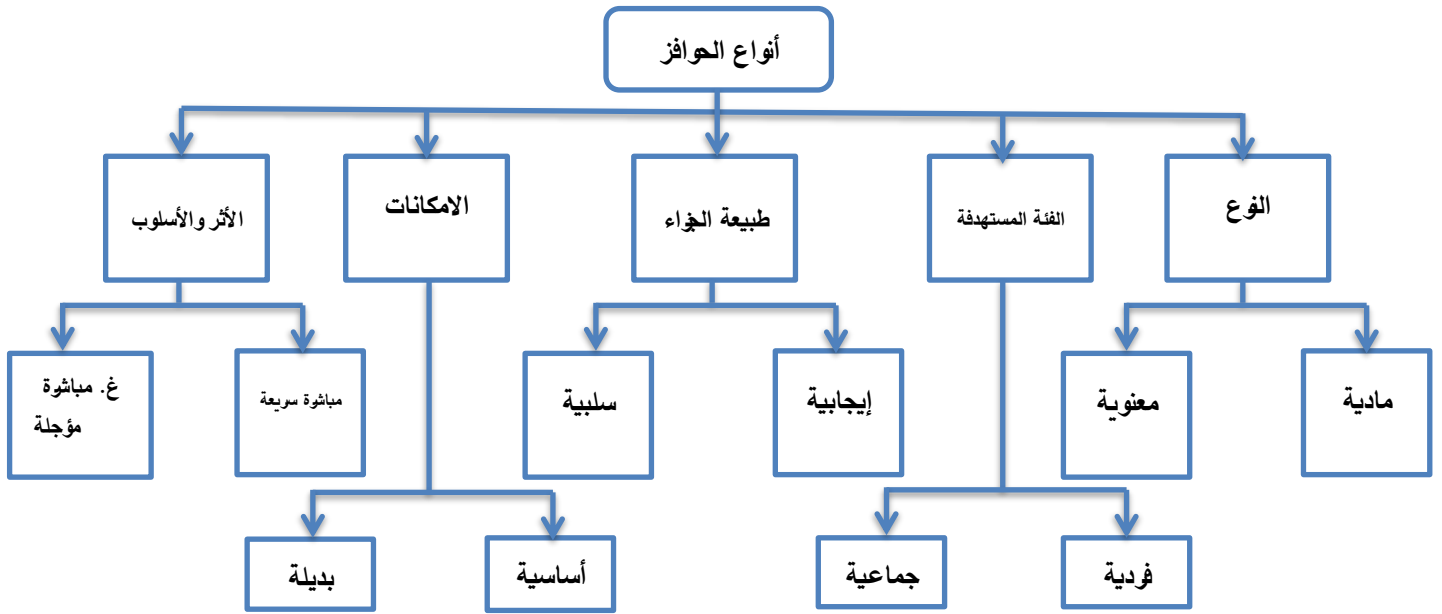 أنواع الحوافز
النوع
الفئة المستهدفة
طبيعة الجزاء
الامكانات
الأثر والأسلوب
مادية
معنوية
إيجابية
سلبية
مباشرة سريعة
غ. مباشرة
مؤجلة
فردية
جماعية
أساسية
بديلة